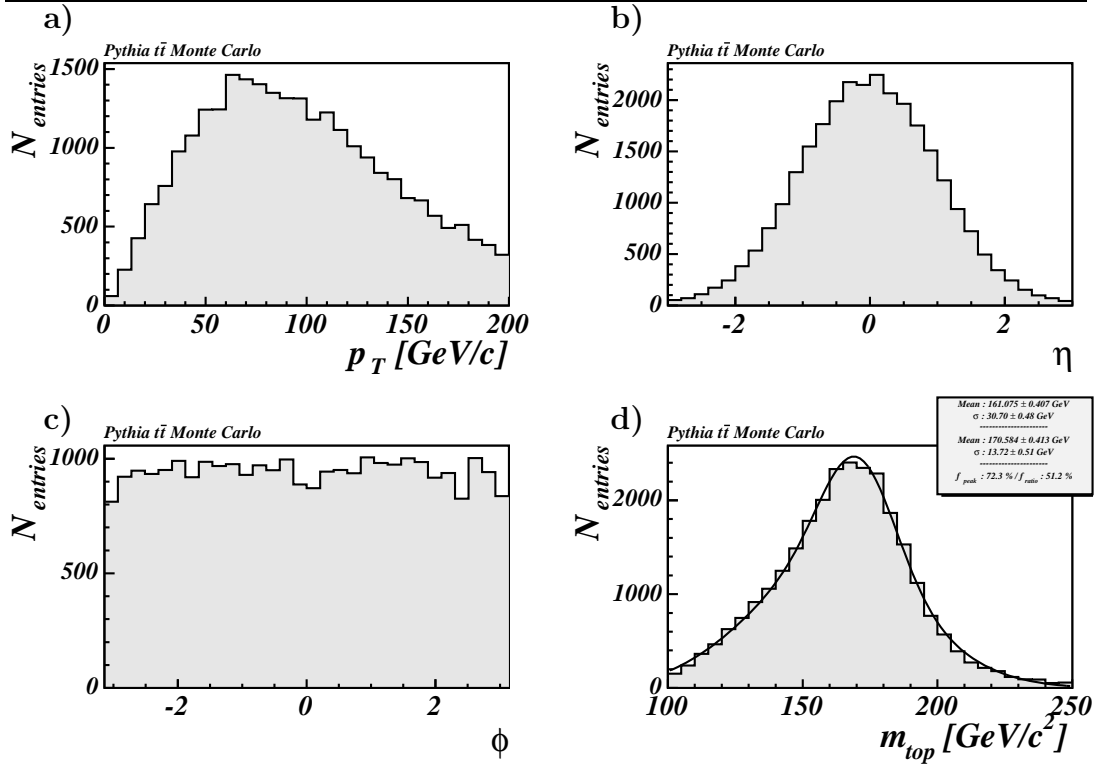 a)
Pythia tt̄ Monte Carlo
N entries
1500
1000
500
0
0 50 100 150 200
p_T [GeV/c]
b)
Pythia tt̄ Monte Carlo
N entries
2000
1500
1000
500
0
-2 0 2
η
c)
Pythia tt̄ Monte Carlo
N entries
1000
500
0
-2 0 2
ϕ
d)
Pythia tt̄ Monte Carlo
Mean : 161.075 ± 0.407 GeV
σ : 30.70 ± 0.48 GeV
----------------------
Mean : 170.584 ± 0.413 GeV
σ : 13.72 ± 0.51 GeV
----------------------
f_peak : 72.3 % / f_ratio : 51.2 %
N entries
2000
1000
0
100 150 200 250
m_top [GeV/c²]